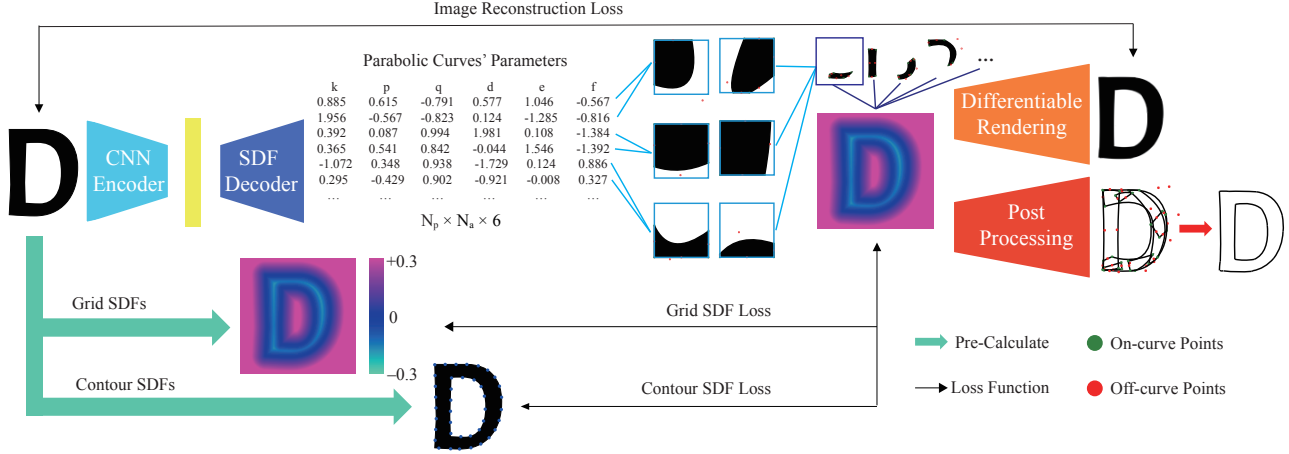 Image Reconstruction Loss
Parabolic Curves' Parameters
k p q d e f
0.885 0.615 -0.791 0.577 1.046 -0.567
1.956 -0.567 -0.823 0.124 -1.285 -0.816
0.392 0.087 0.994 1.981 0.108 -1.384
0.365 0.541 0.842 -0.044 1.546 -1.392
-1.072 0.348 0.938 -1.729 0.124 0.886
0.295 -0.429 0.902 -0.921 -0.008 0.327
... ... ... ... ... ...
Np × Na × 6
D
CNN
Encoder
SDF
Decoder
...
D
Differentiable
Rendering
D
Post
Processing
D
D
Grid SDFs
D
+0.3
0
−0.3
Grid SDF Loss
Contour SDFs
D
Contour SDF Loss
Pre-Calculate
On-curve Points
Loss Function
Off-curve Points